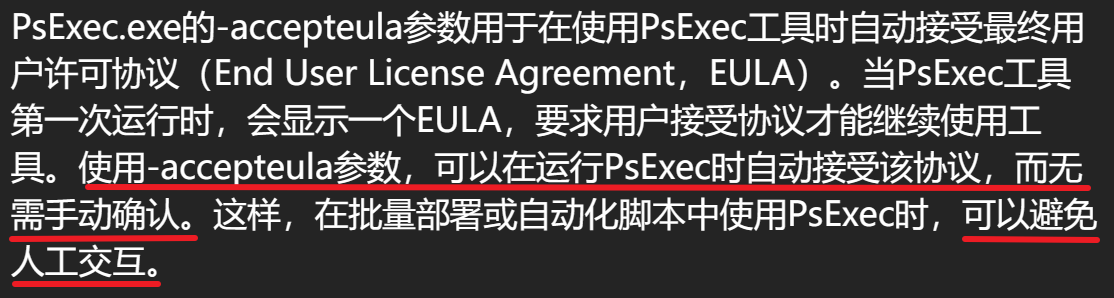 PsExec.exe的-accepteula参数用于在使用PsExec工具时自动接受最终用
户许可协议（End User License Agreement，EULA）。当PsExec工具
第一次运行时，会显示一个EULA，要求用户接受协议才能继续使用工
具。使用-accepteula参数，可以在运行PsExec时自动接受该协议，而无
需手动确认。这样，在批量部署或自动化脚本中使用PsExec时，可以避免
人工交互。